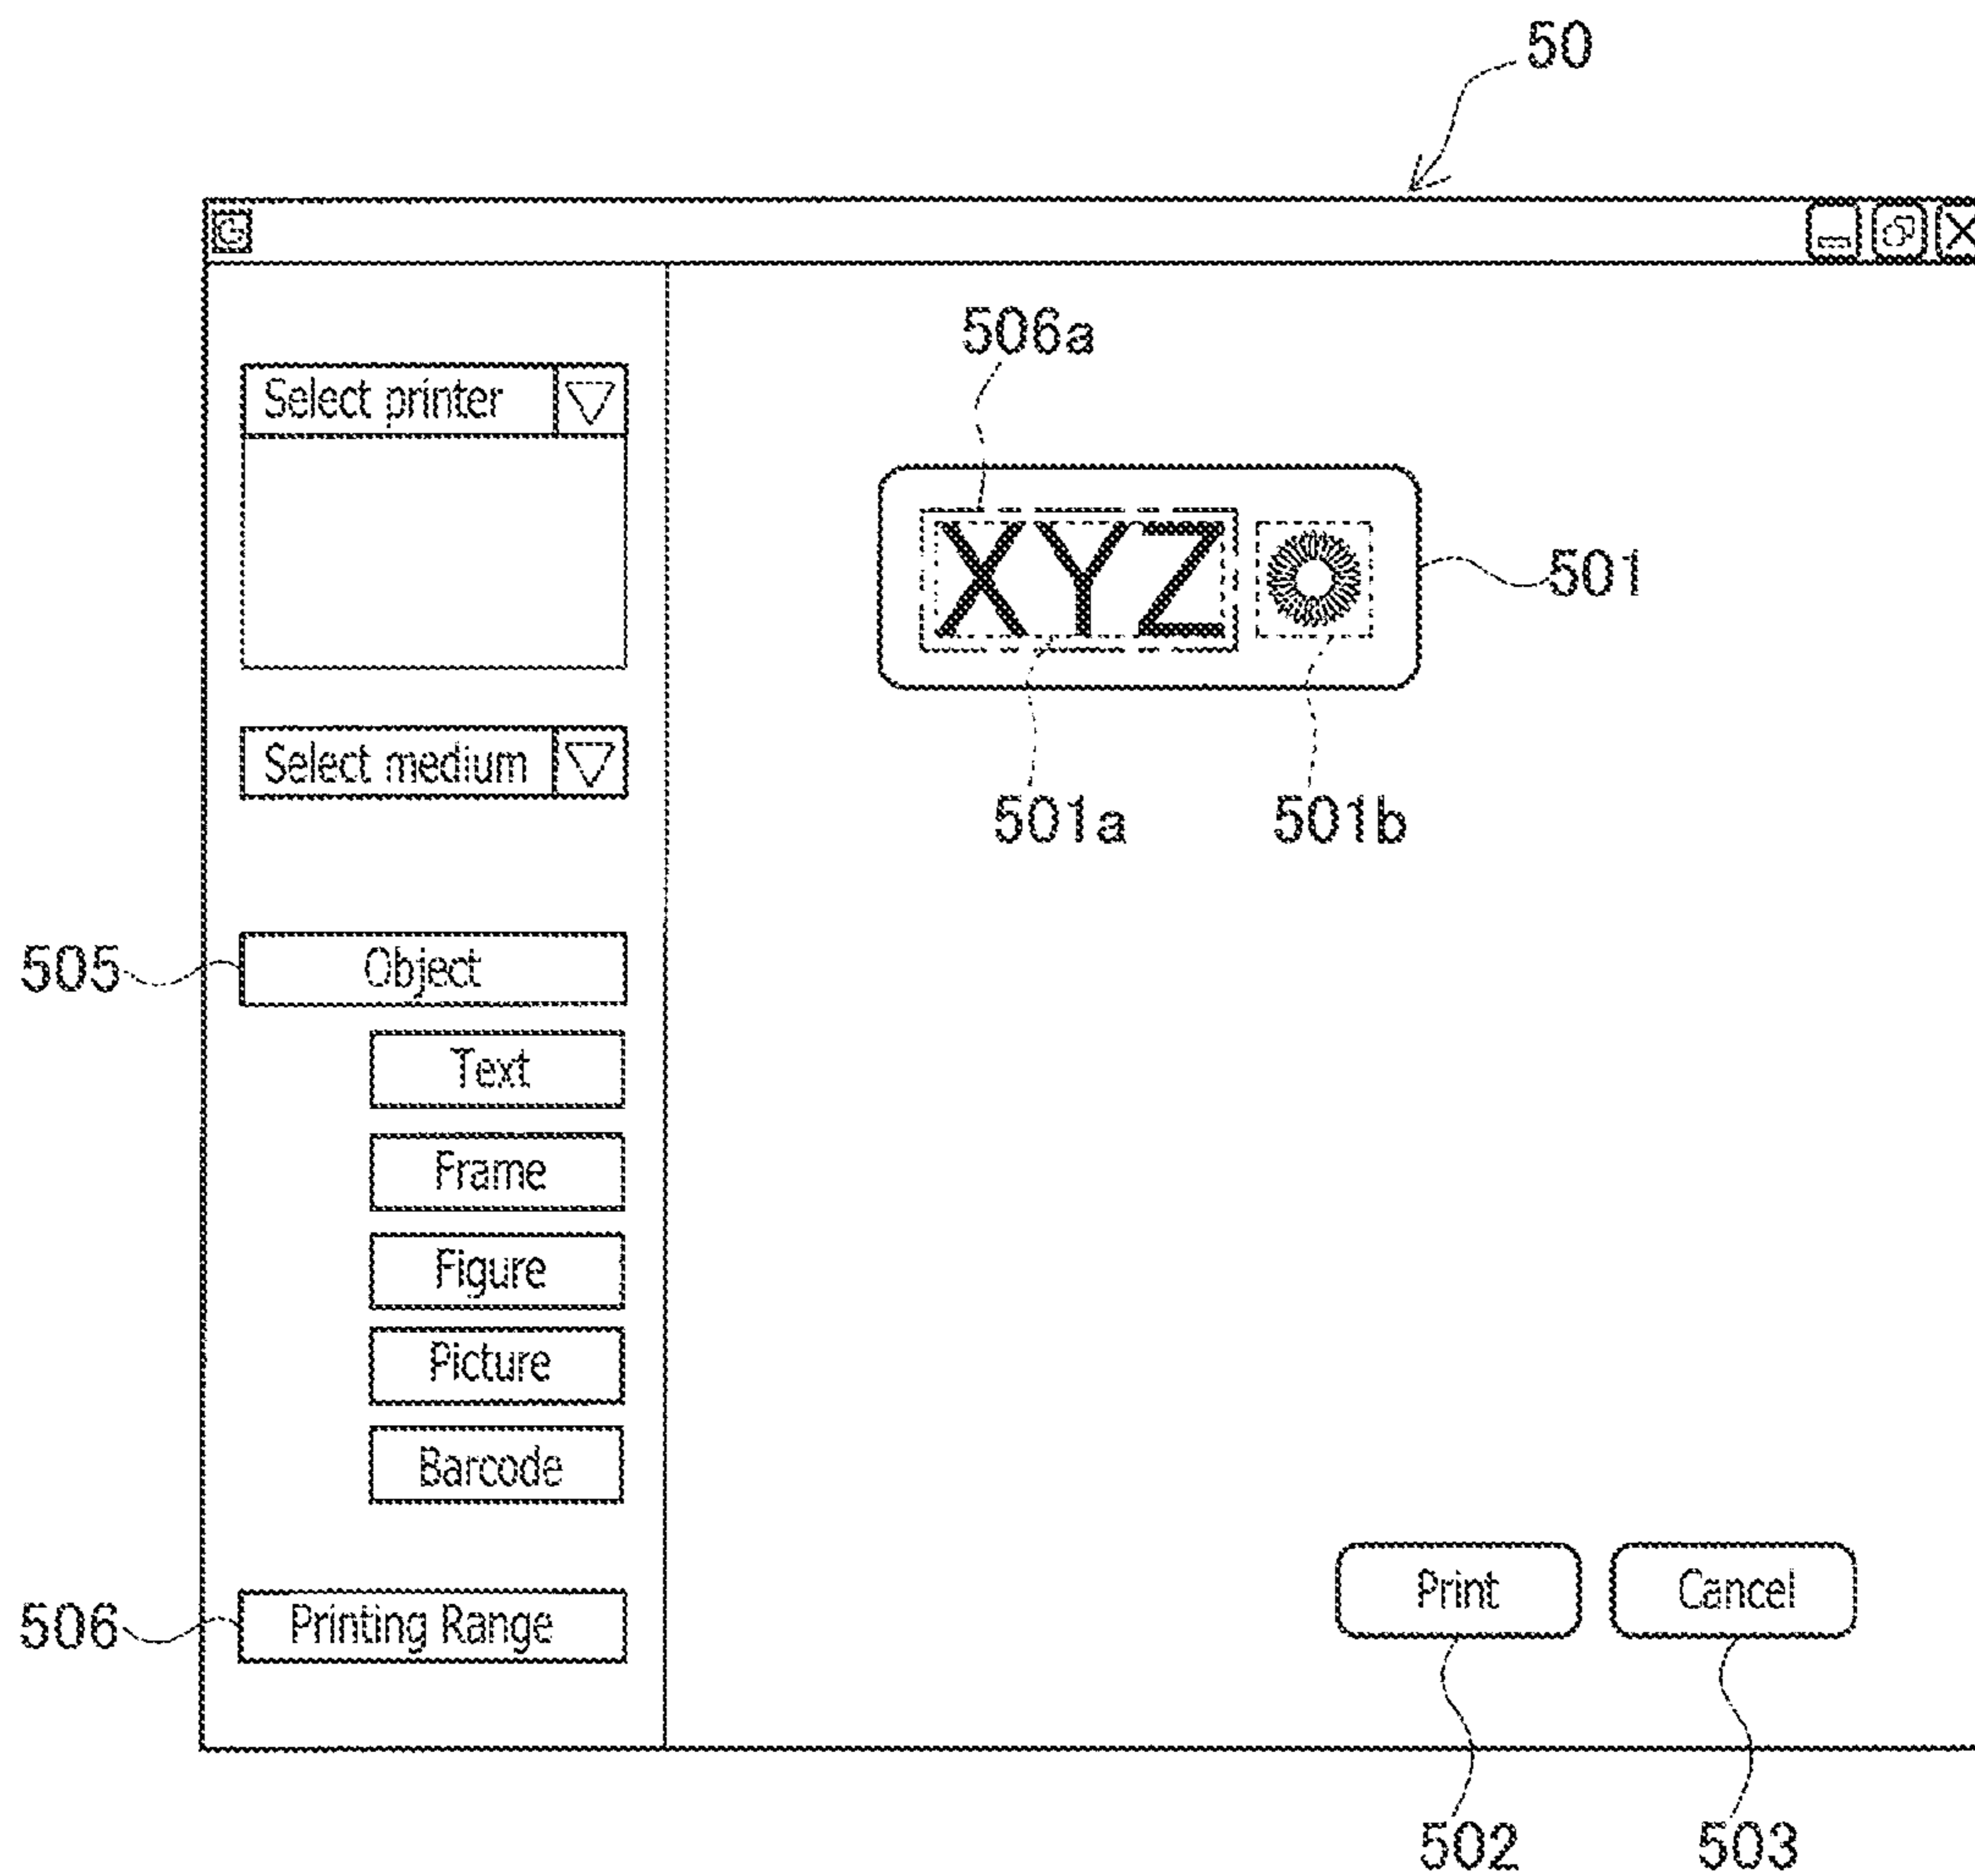 50
G
506a
Select printer
XYZ
501
Select medium
501a
501b
505
Object
Text
Frame
Figure
Picture
Barcode
506
Printing Range
Print
Cancel
502
503